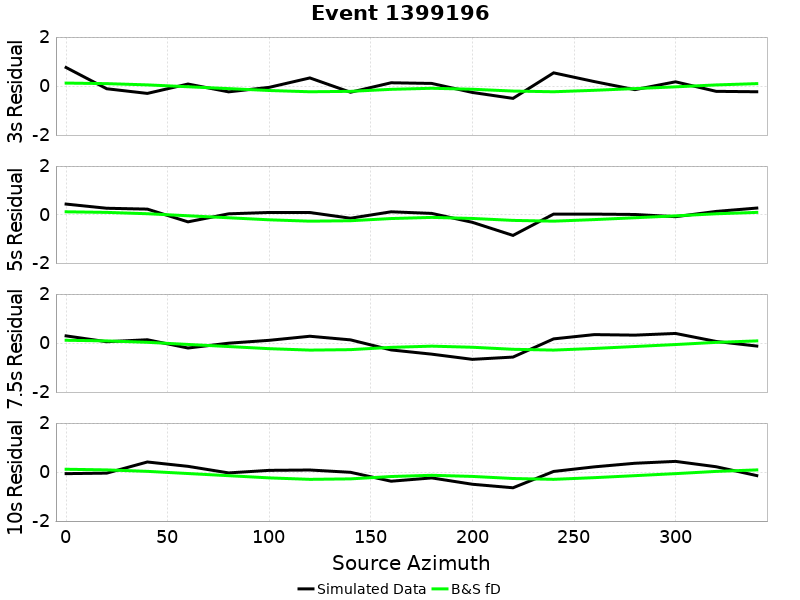 Event 1399196
3s Residual
2
0
-2
5s Residual
2
0
-2
7.5s Residual
2
0
-2
10s Residual
2
0
-2
0 50 100 150 200 250 300
Source Azimuth
Simulated Data B&S fD